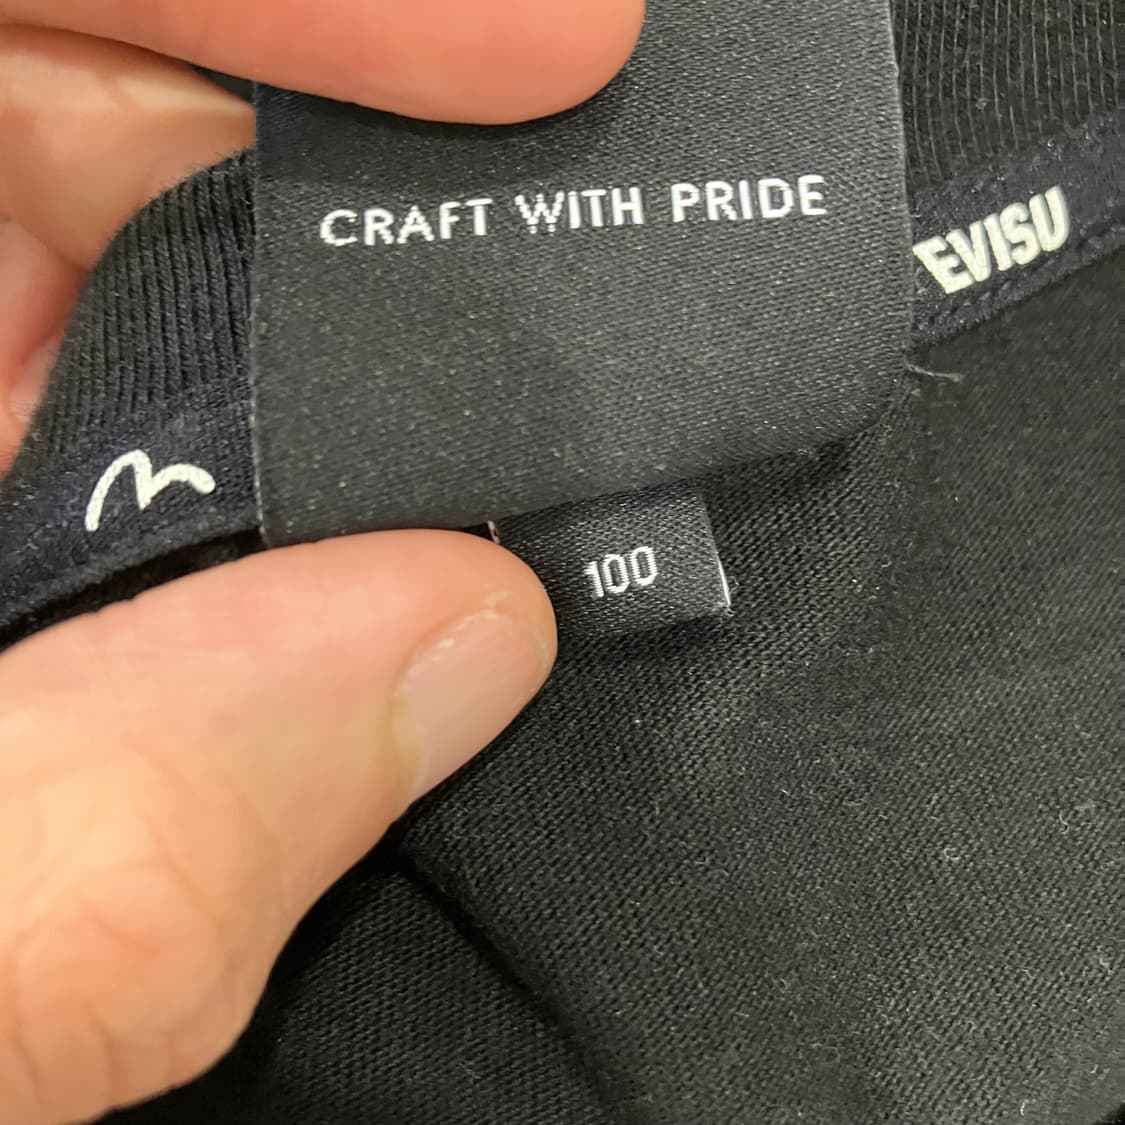 CRAFT WITH PRIDE
EVISU
100